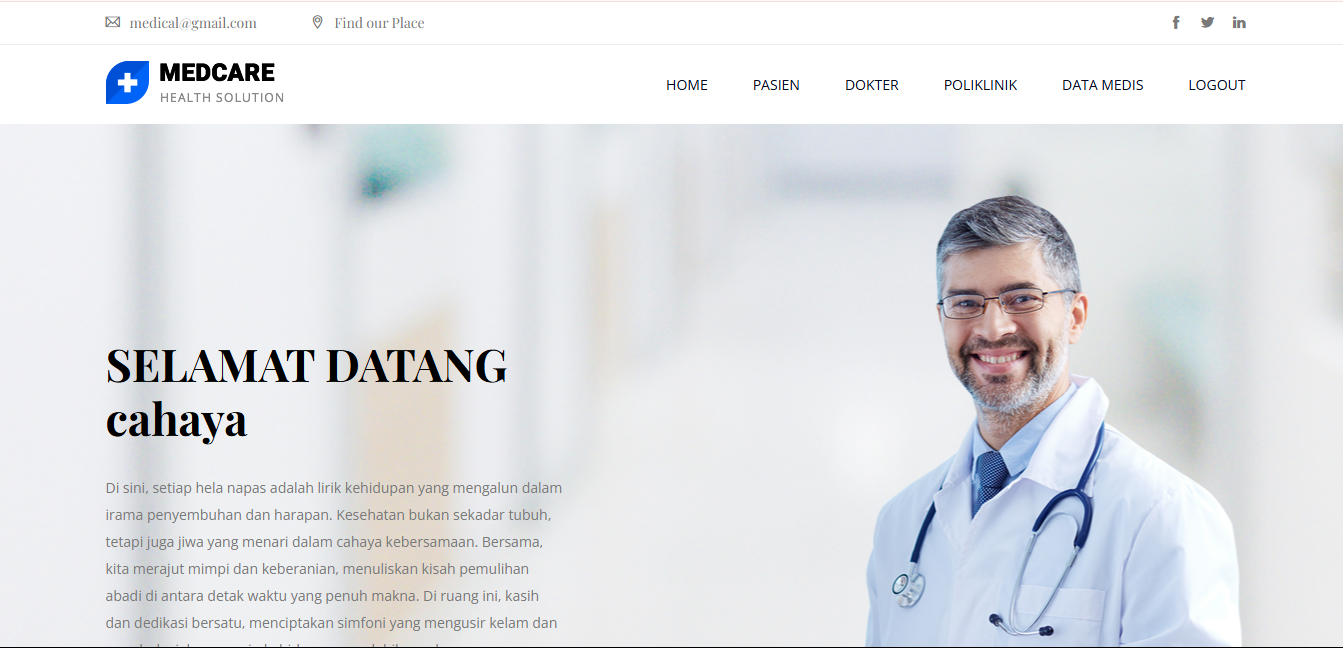 medical@gmail.com
Find our Place
MEDCARE
HEALTH SOLUTION
HOME
PASIEN
DOKTER
POLIKLINIK
DATA MEDIS
LOGOUT
SELAMAT DATANG
cahaya
Di sini, setiap hela napas adalah lirik kehidupan yang mengalun dalam
irama penyembuhan dan harapan. Kesehatan bukan sekadar tubuh,
tetapi juga jiwa yang menari dalam cahaya kebersamaan. Bersama,
kita merajut mimpi dan keberanian, menuliskan kisah pemulihan
abadi di antara detak waktu yang penuh makna. Di ruang ini, kasih
dan dedikasi bersatu, menciptakan simfoni yang mengusir kelam dan